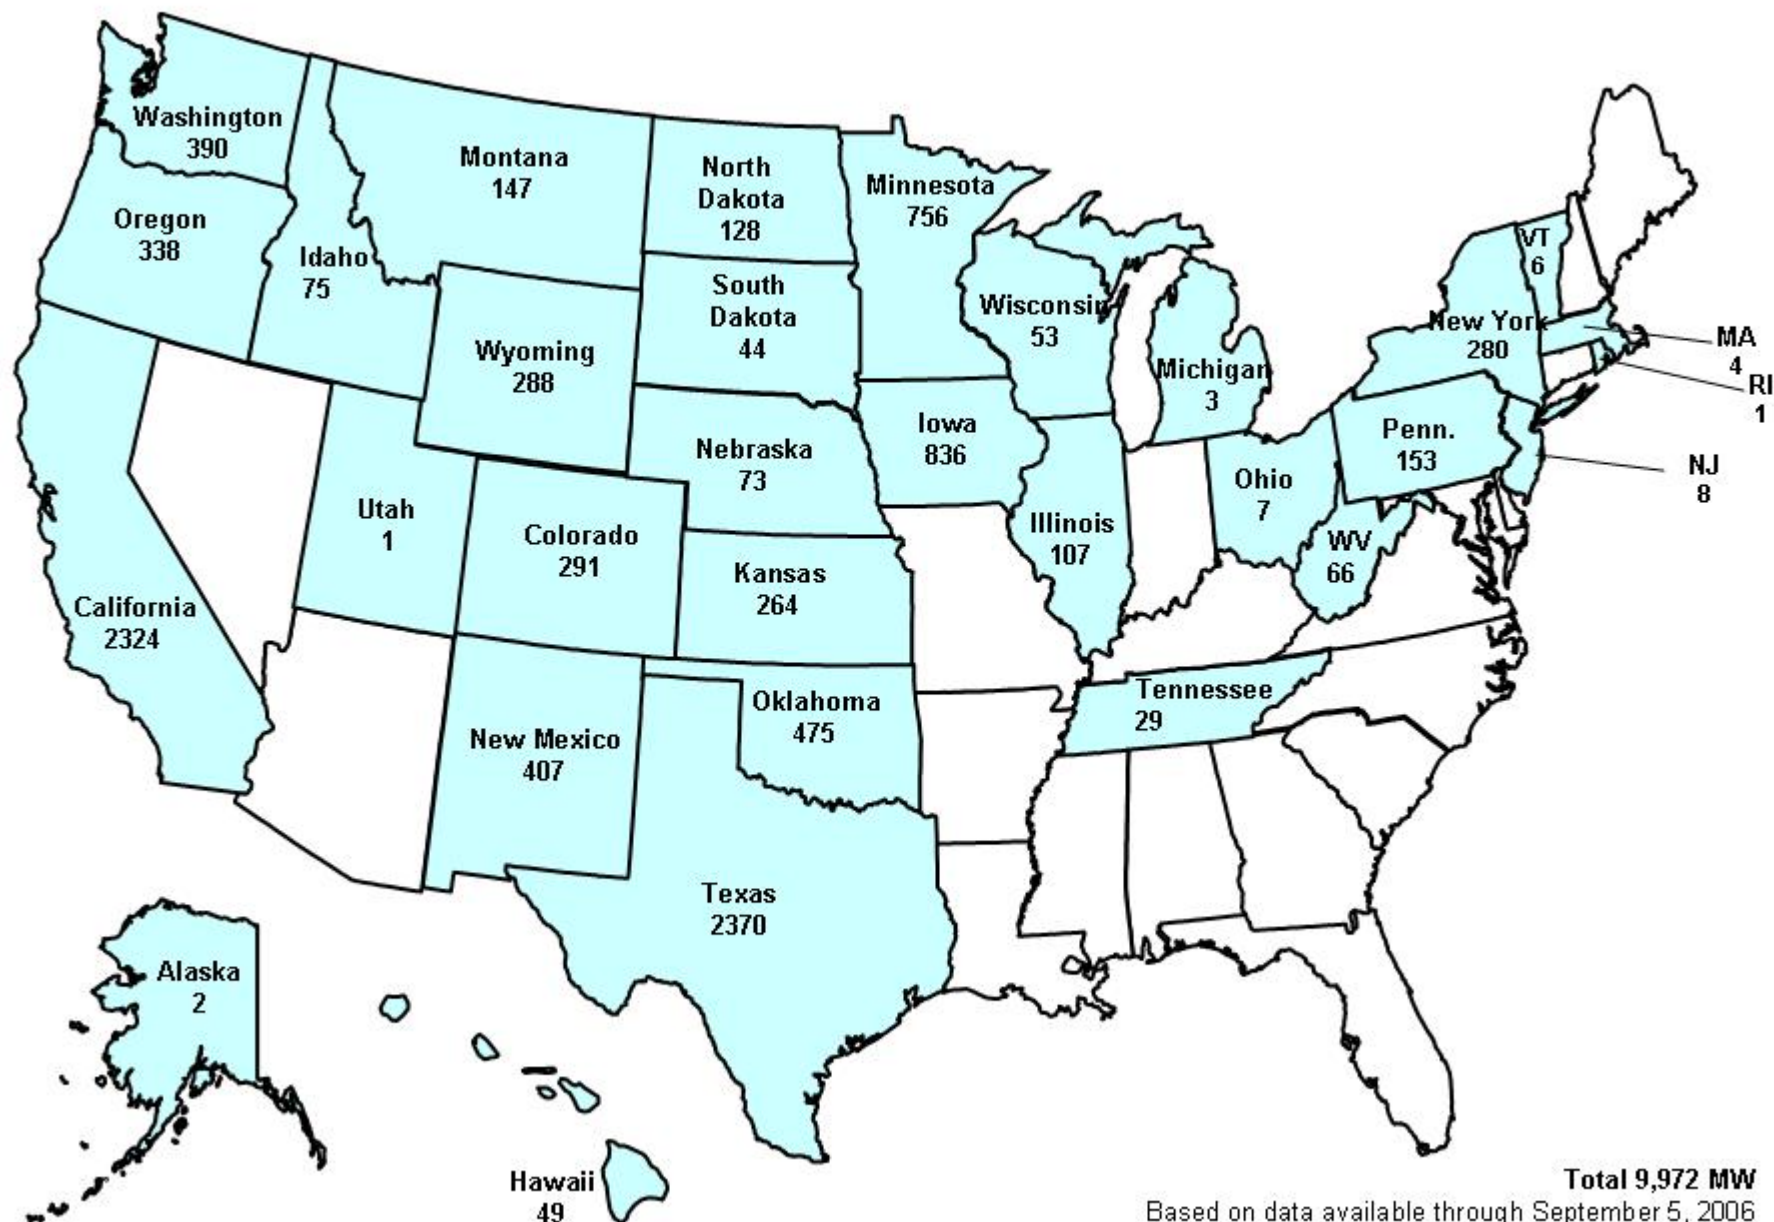 Washington
390
Montana
147
North
Dakota
128
Minnesota
756
Oregon
338
Idaho
75
VT
6
South
Dakota
44
Wisconsin
53
New York
280
MA
4
Wyoming
288
Michigan
3
RI
1
Iowa
836
Penn.
153
Nebraska
73
NJ
8
Ohio
7
Utah
1
Colorado
291
Illinois
107
WV
66
Kansas
264
California
2324
Tennessee
29
Oklahoma
475
New Mexico
407
Texas
2370
Alaska
2
Hawaii
49
Total 9,972 MW
Based on data available through September 5, 2006